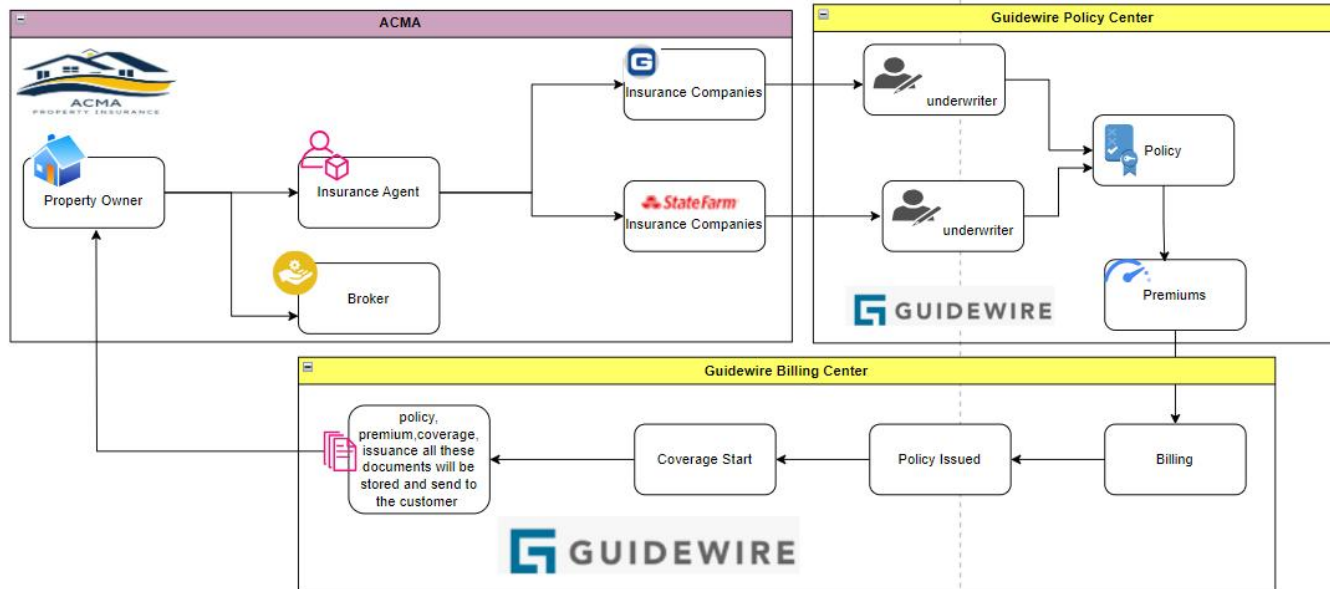 ACMA
Guidewire Policy Center
ACMA
PROPERTY INSURANCE
Property Owner
Insurance Agent
Broker
G
Insurance Companies
StateFarm
Insurance Companies
underwriter
underwriter
Policy
Premiums
GUIDEWIRE
Guidewire Billing Center
policy,
premium,coverage,
issuance all these
documents will be
stored and send to
the customer
Coverage Start
Policy Issued
Billing
GUIDEWIRE